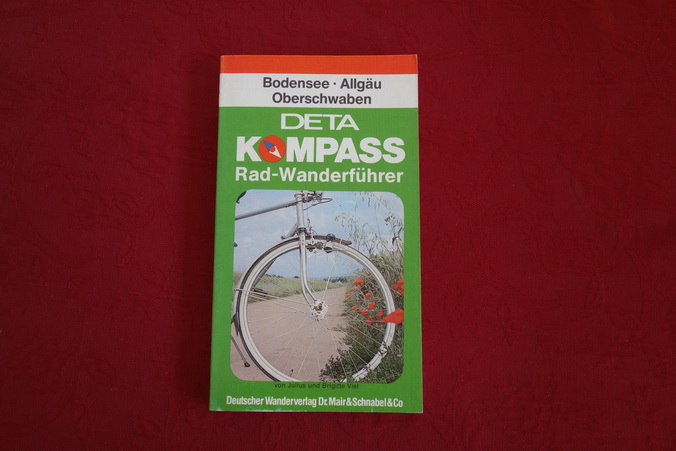 Bodensee · Allgäu
Oberschwaben
DETA
KOMPASS
Rad-Wanderführer
von Julius und Brigitte Viel
Deutscher Wanderverlag Dr. Mair & Schnabel & Co